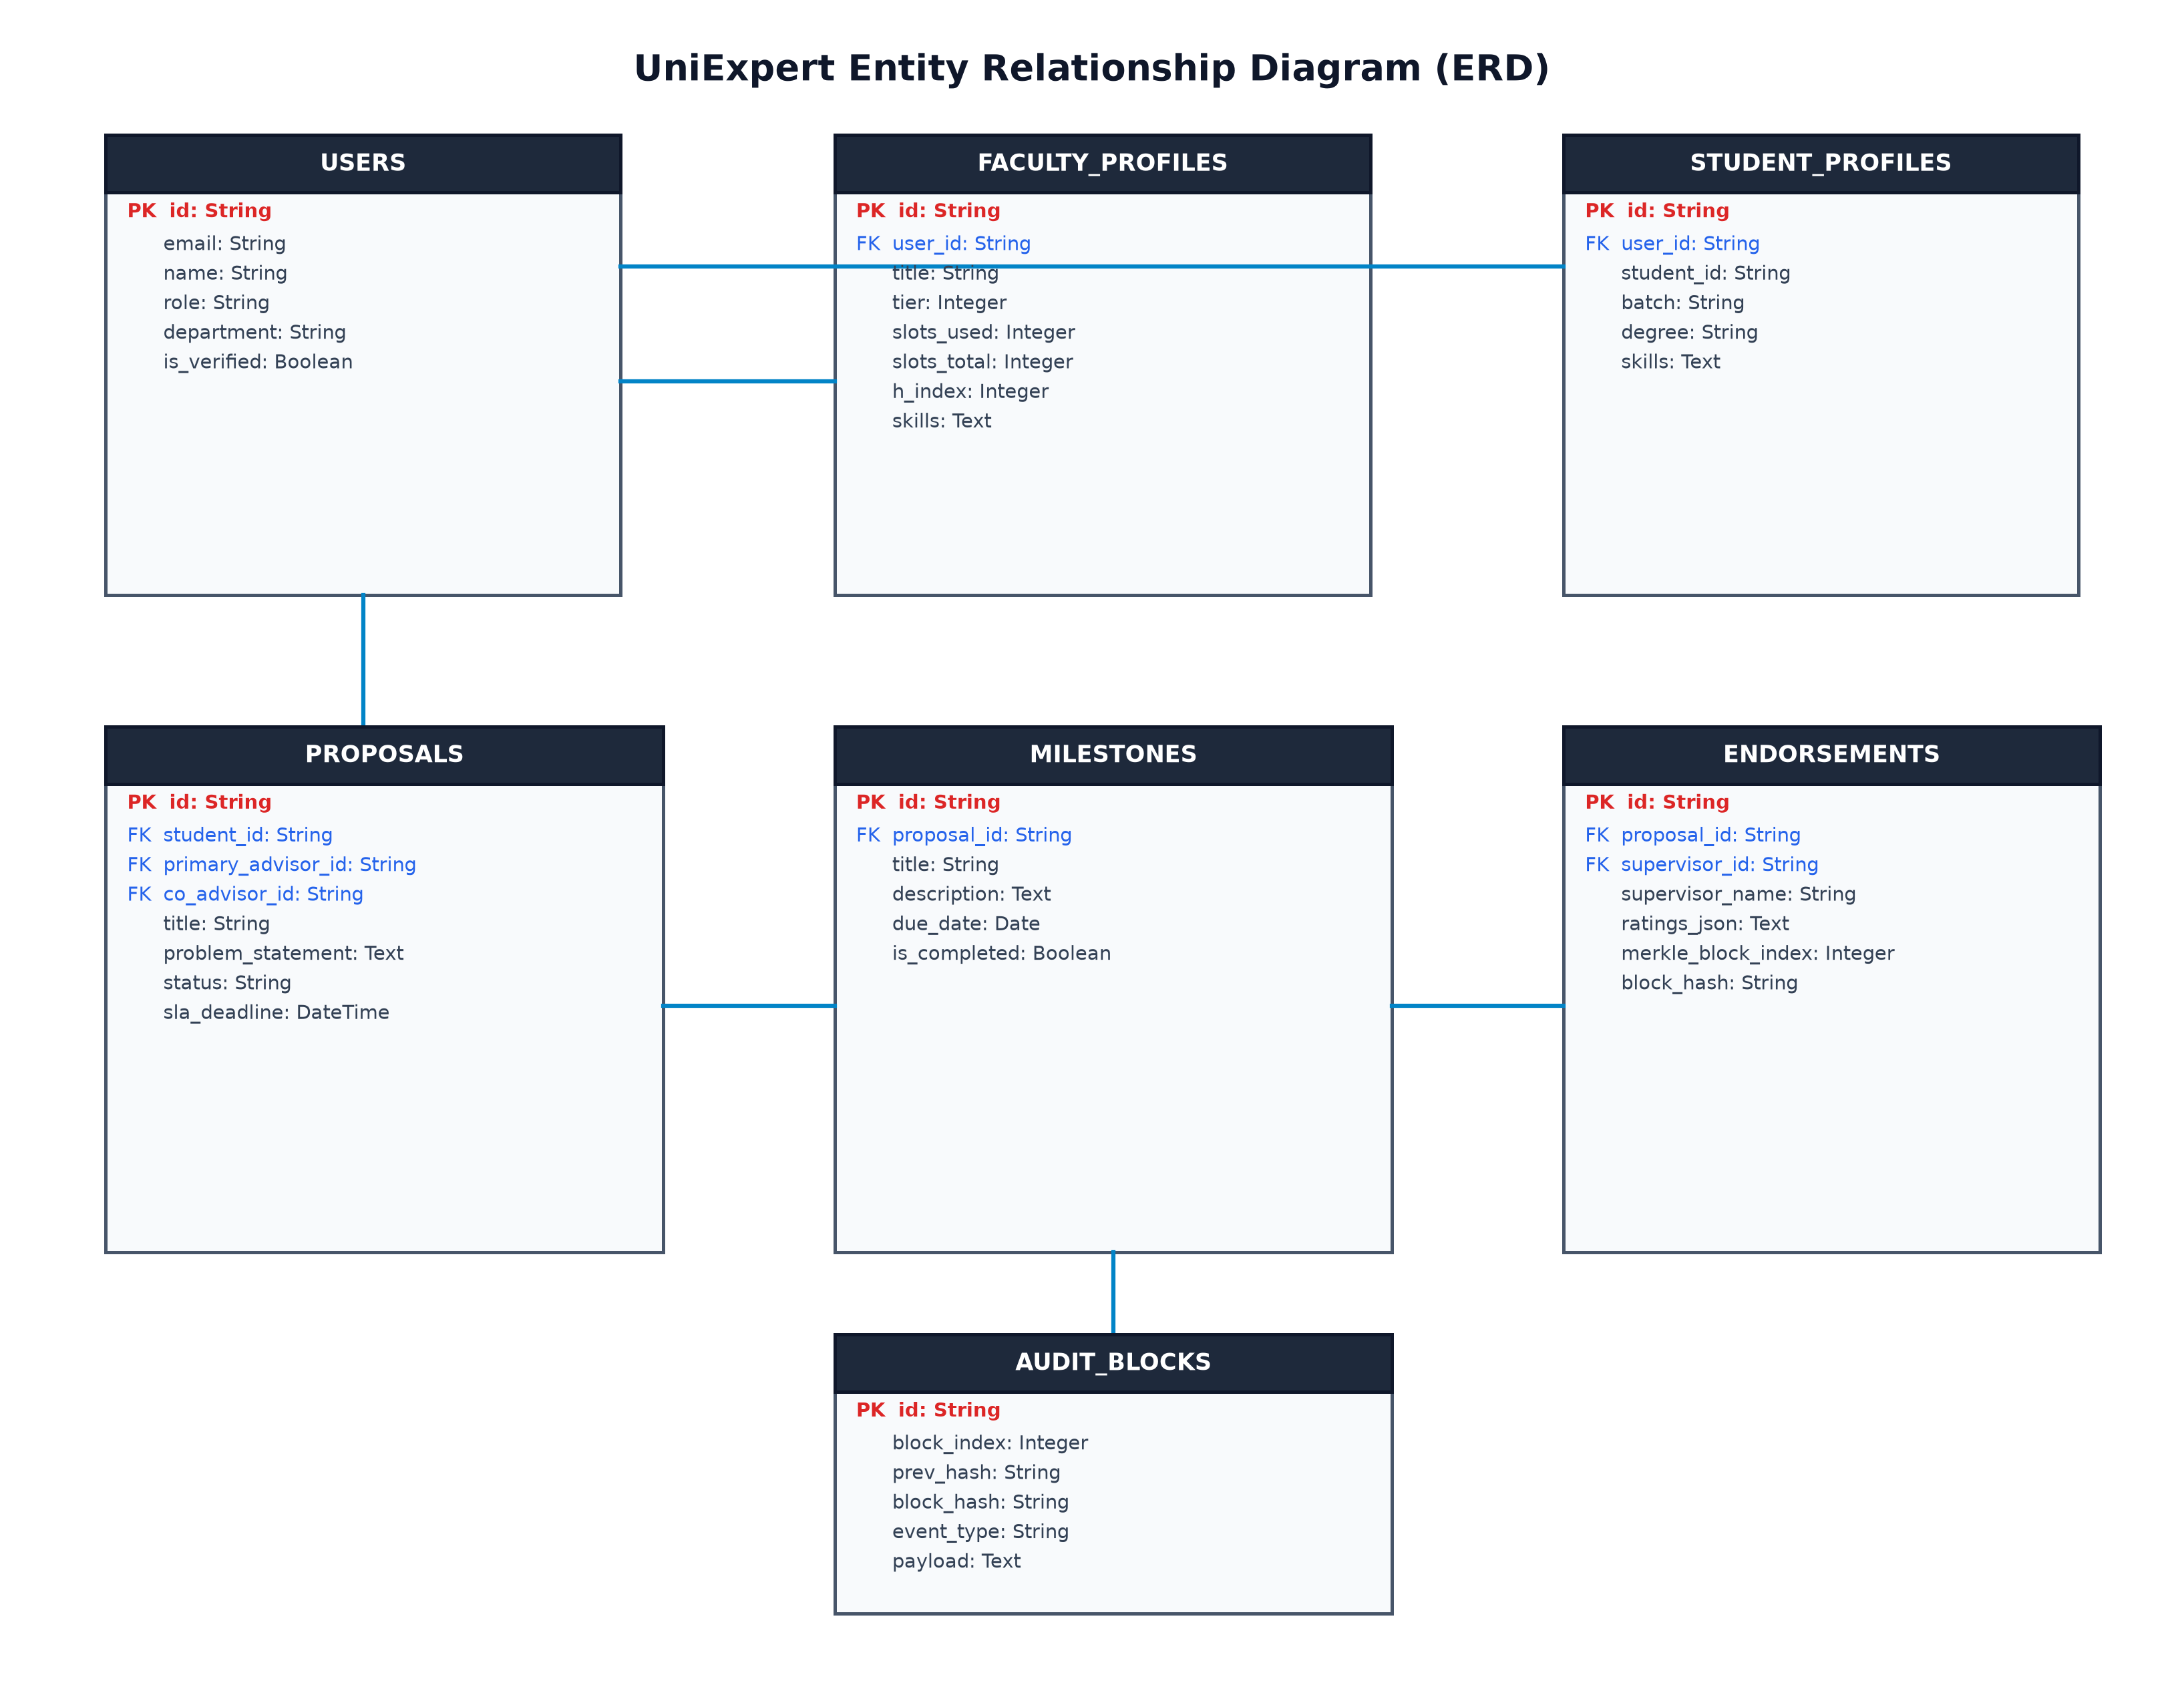 UniExpert Entity Relationship Diagram (ERD)
USERS
PK id: String
email: String
name: String
role: String
department: String
is_verified: Boolean
FACULTY_PROFILES
PK id: String
FK user_id: String
title: String
tier: Integer
slots_used: Integer
slots_total: Integer
h_index: Integer
skills: Text
STUDENT_PROFILES
PK id: String
FK user_id: String
student_id: String
batch: String
degree: String
skills: Text
PROPOSALS
PK id: String
FK student_id: String
FK primary_advisor_id: String
FK co_advisor_id: String
title: String
problem_statement: Text
status: String
sla_deadline: DateTime
MILESTONES
PK id: String
FK proposal_id: String
title: String
description: Text
due_date: Date
is_completed: Boolean
ENDORSEMENTS
PK id: String
FK proposal_id: String
FK supervisor_id: String
supervisor_name: String
ratings_json: Text
merkle_block_index: Integer
block_hash: String
AUDIT_BLOCKS
PK id: String
block_index: Integer
prev_hash: String
block_hash: String
event_type: String
payload: Text